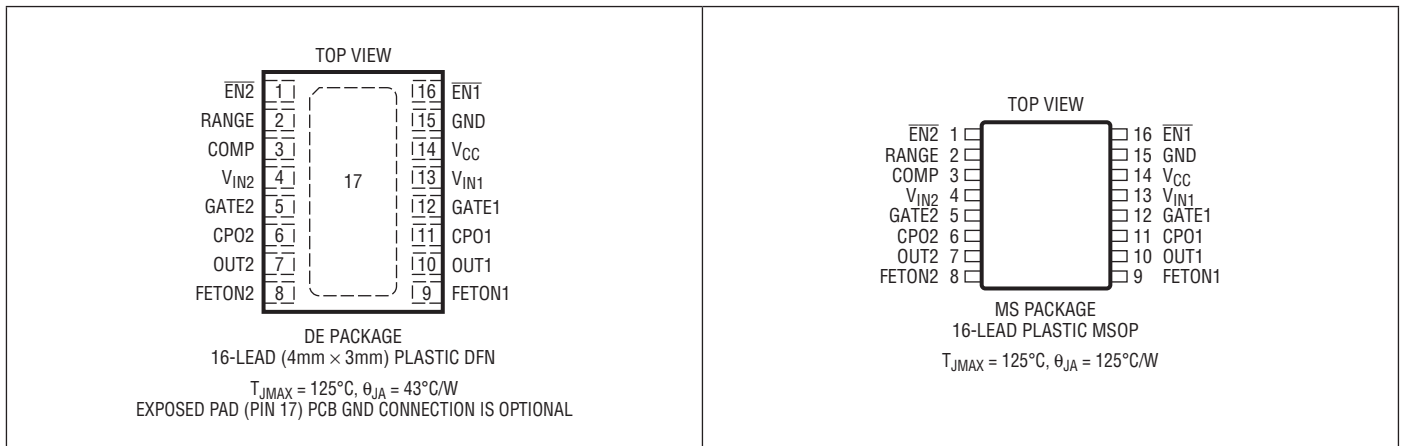 TOP VIEW
EN2 1 16 EN1
RANGE 2 15 GND
COMP 3 14 VCC
VIN2 4 13 VIN1
17
GATE2 5 12 GATE1
CPO2 6 11 CPO1
OUT2 7 10 OUT1
FETON2 8 9 FETON1
DE PACKAGE
16-LEAD (4mm × 3mm) PLASTIC DFN
TJMAX = 125°C, θJA = 43°C/W
EXPOSED PAD (PIN 17) PCB GND CONNECTION IS OPTIONAL
TOP VIEW
EN2 1 16 EN1
RANGE 2 15 GND
COMP 3 14 VCC
VIN2 4 13 VIN1
GATE2 5 12 GATE1
CPO2 6 11 CPO1
OUT2 7 10 OUT1
FETON2 8 9 FETON1
MS PACKAGE
16-LEAD PLASTIC MSOP
TJMAX = 125°C, θJA = 125°C/W